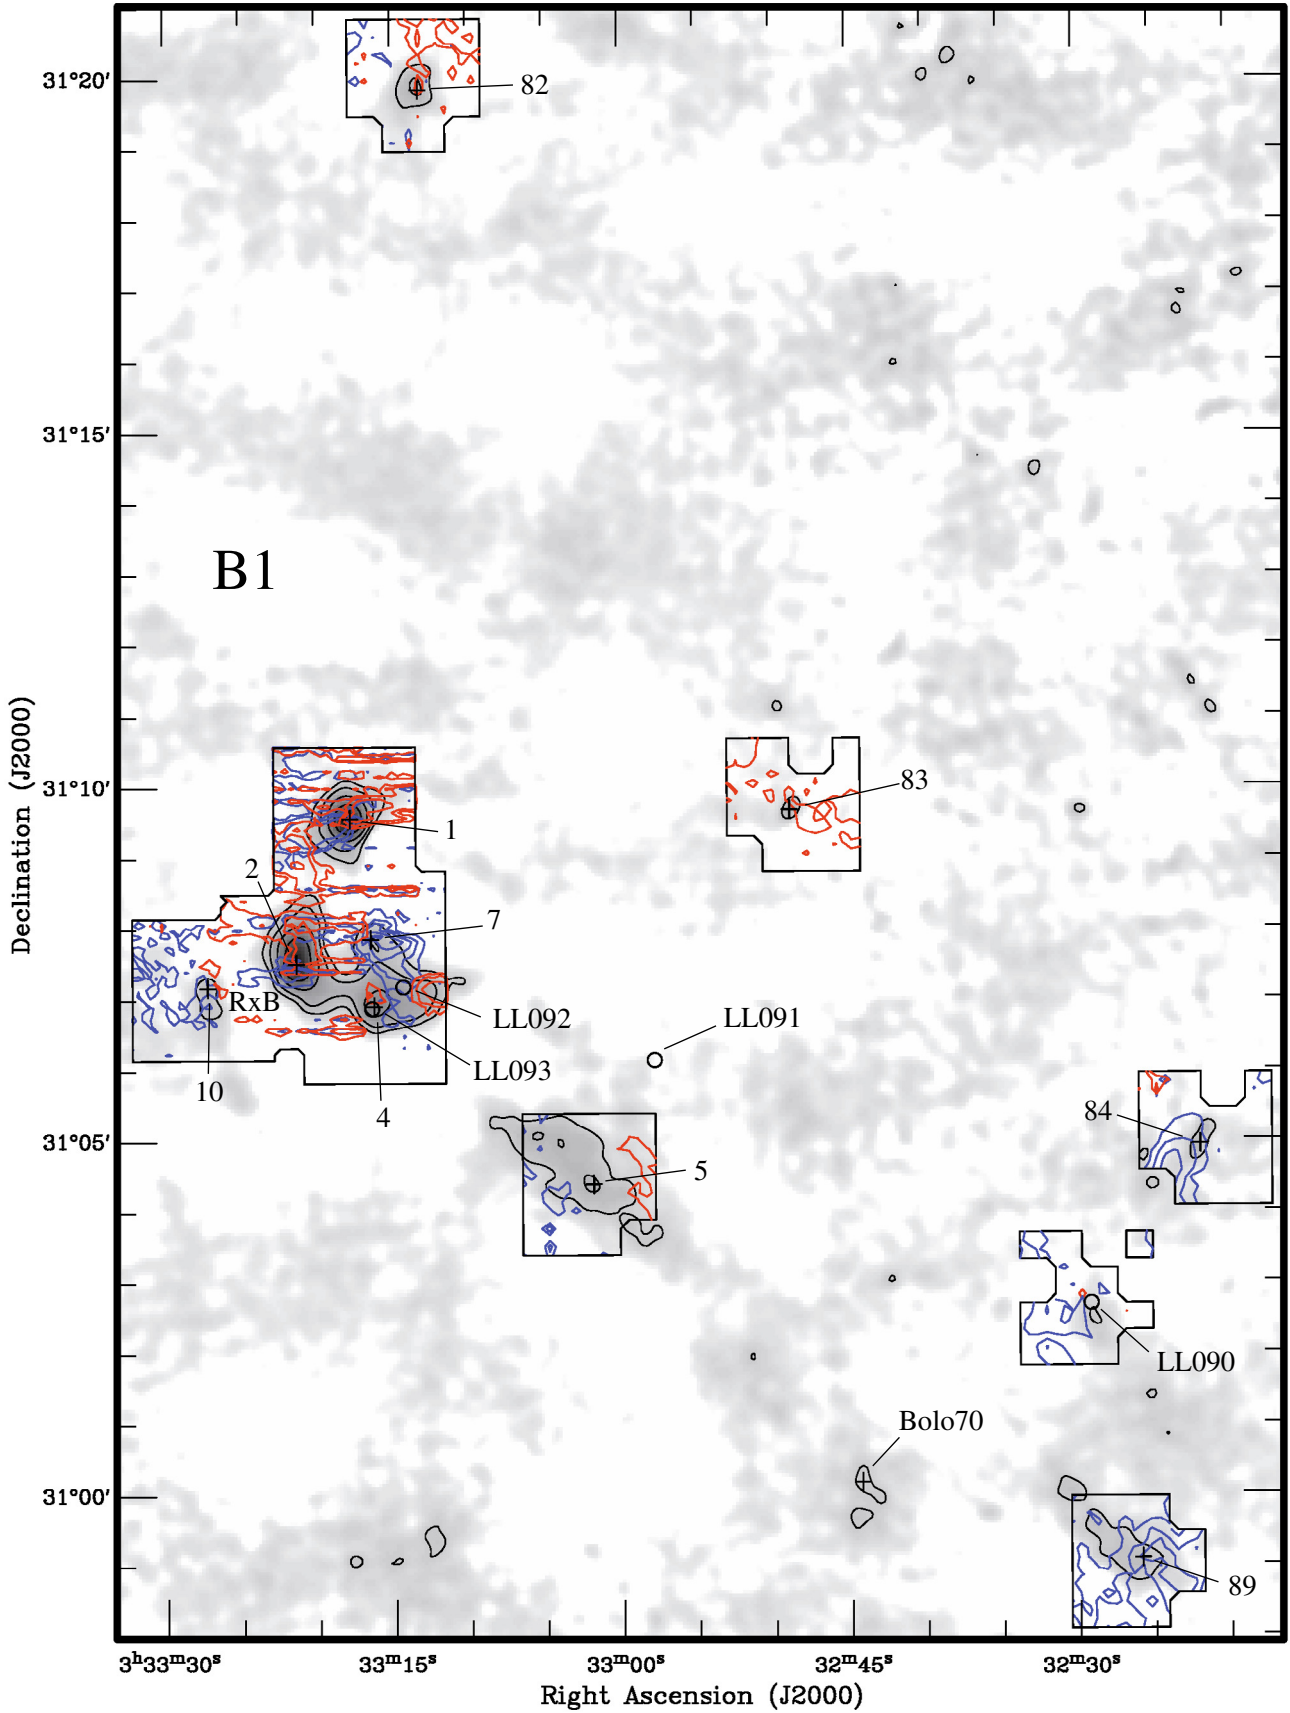 82
31°20′
31°15′
B1
31°10′
83
1
2
7
RxB
LL092
LL091
LL093
10
4
84
31°05′
5
LL090
Bolo70
31°00′
89
3ʰ33ᵐ30ˢ 33ᵐ15ˢ 33ᵐ00ˢ 32ᵐ45ˢ 32ᵐ30ˢ
Right Ascension (J2000)
Declination (J2000)